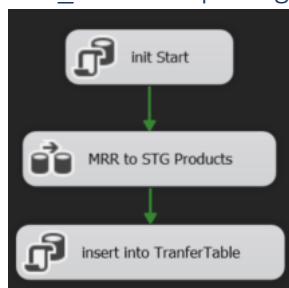 init Start
MRR to STG Products
insert into TranferTable